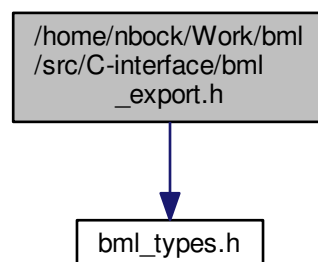 /home/nbock/Work/bml
/src/C-interface/bml
_export.h
bml_types.h